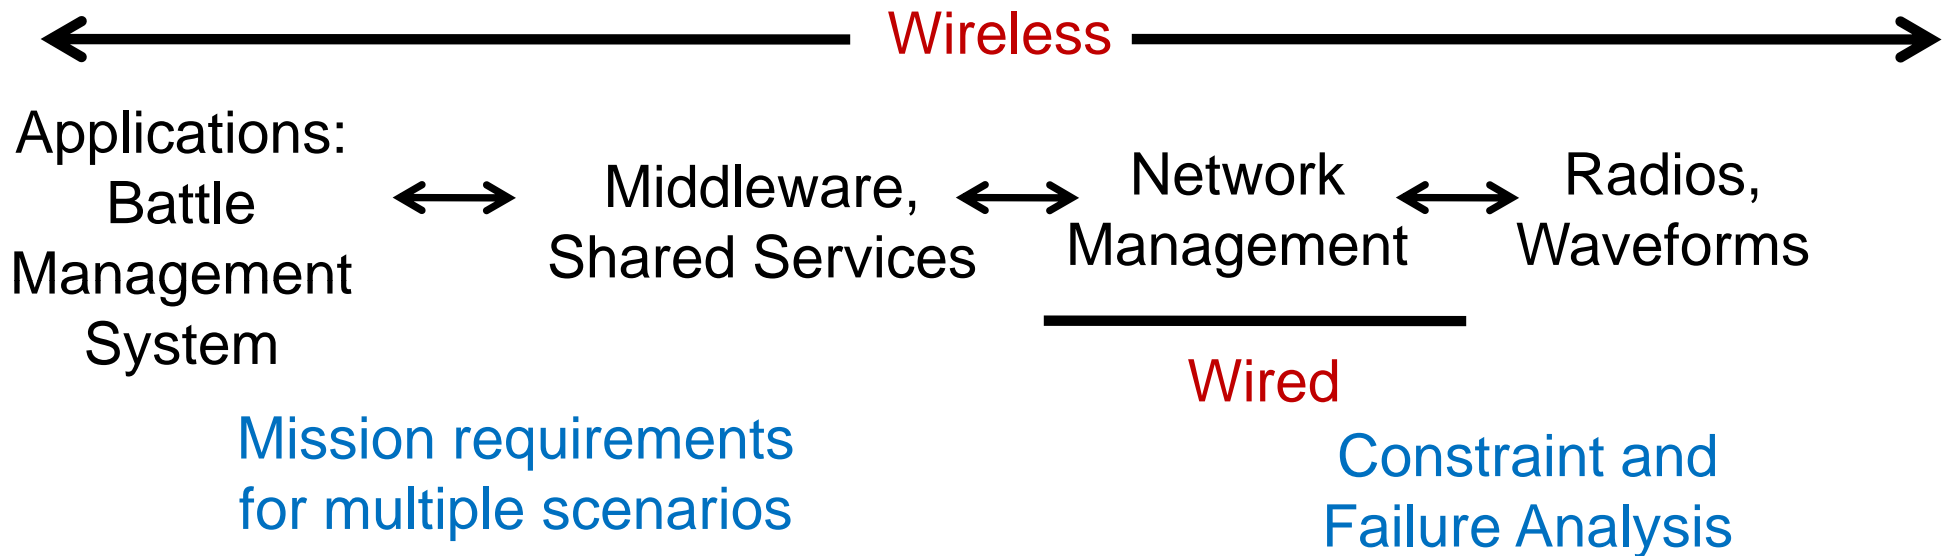 Wireless
Applications:
Battle
Management
System
Middleware,
Shared Services
Network
Management
Radios,
Waveforms
Wired
Mission requirements
for multiple scenarios
Constraint and
Failure Analysis